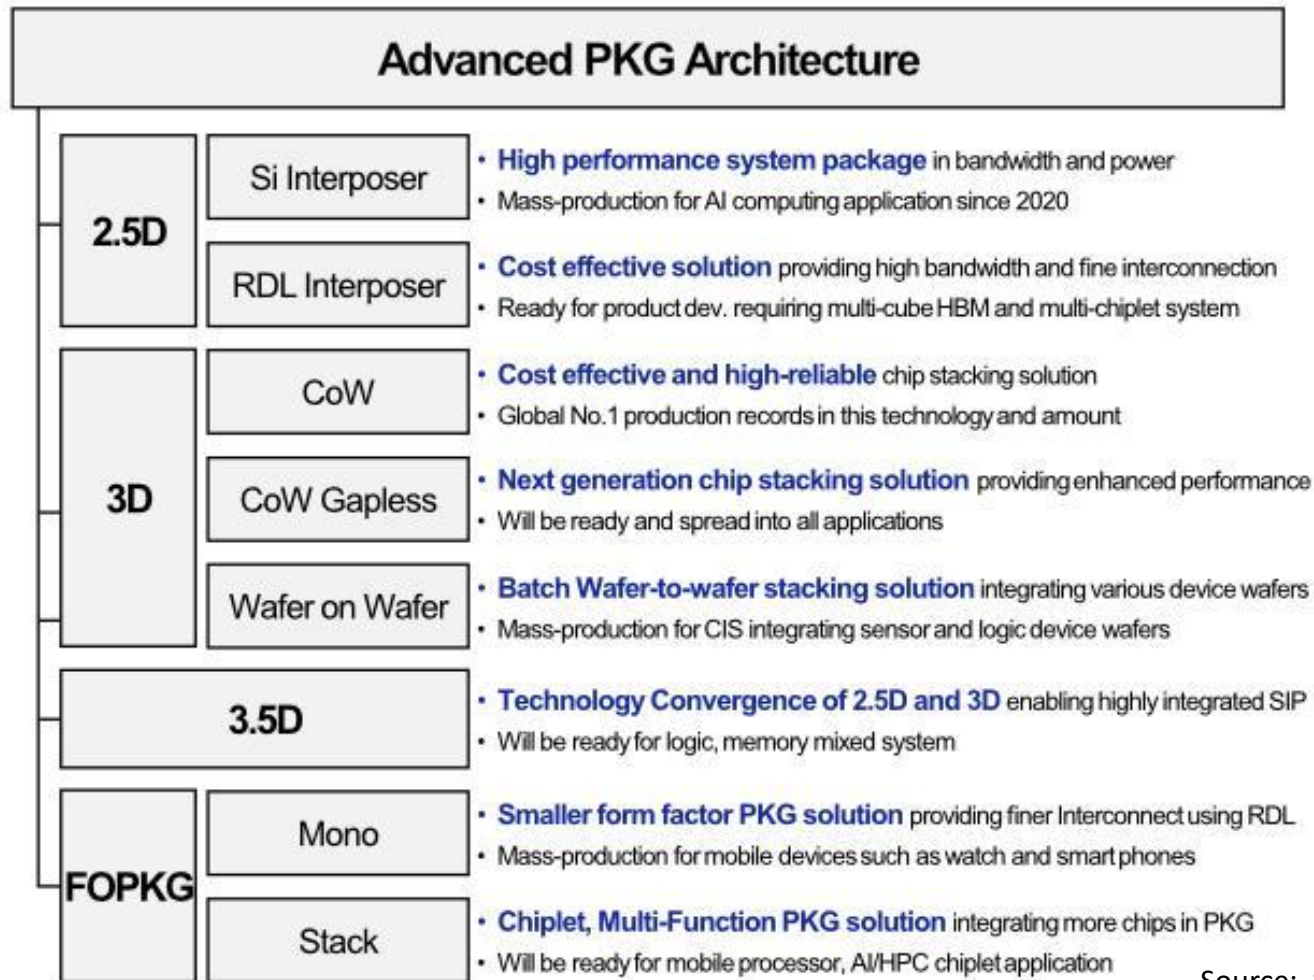 Advanced PKG Architecture
2.5D
Si Interposer
• High performance system package in bandwidth and power
• Mass-production for AI computing application since 2020
RDL Interposer
• Cost effective solution providing high bandwidth and fine interconnection
• Ready for product dev. requiring multi-cube HBM and multi-chiplet system
3D
CoW
• Cost effective and high-reliable chip stacking solution
• Global No.1 production records in this technology and amount
CoW Gapless
• Next generation chip stacking solution providing enhanced performance
• Will be ready and spread into all applications
Wafer on Wafer
• Batch Wafer-to-wafer stacking solution integrating various device wafers
• Mass-production for CIS integrating sensor and logic device wafers
3.5D
• Technology Convergence of 2.5D and 3D enabling highly integrated SIP
• Will be ready for logic, memory mixed system
FOPKG
Mono
• Smaller form factor PKG solution providing finer Interconnect using RDL
• Mass-production for mobile devices such as watch and smart phones
Stack
• Chiplet, Multi-Function PKG solution integrating more chips in PKG
• Will be ready for mobile processor, AI/HPC chiplet application